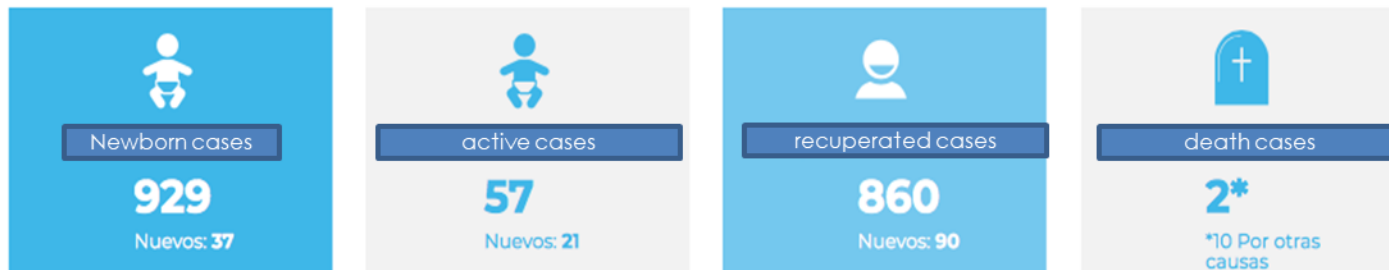 Newborn cases
929
Nuevos: 37
active cases
57
Nuevos: 21
recuperated cases
860
Nuevos: 90
death cases
2*
*10 Por otras
causas